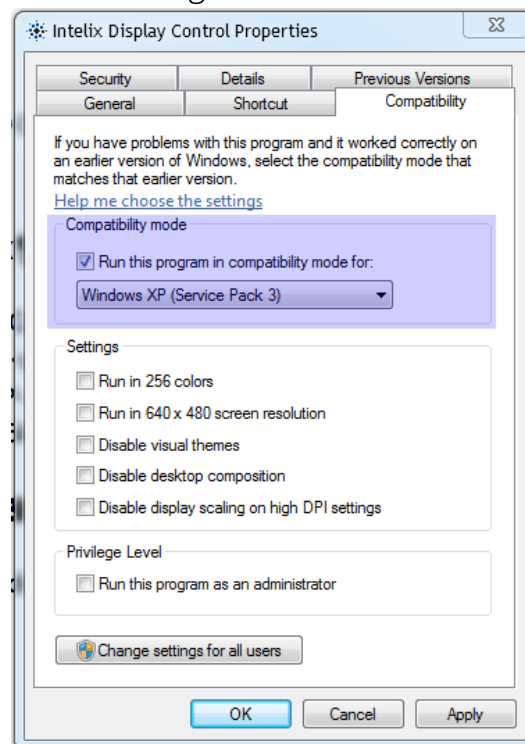 Intelix Display Control Properties
Security Details Previous Versions
General Shortcut Compatibility
If you have problems with this program and it worked correctly on
an earlier version of Windows, select the compatibility mode that
matches that earlier version.
Help me choose the settings
Compatibility mode
Run this program in compatibility mode for:
Windows XP (Service Pack 3)
Settings
Run in 256 colors
Run in 640 x 480 screen resolution
Disable visual themes
Disable desktop composition
Disable display scaling on high DPI settings
Privilege Level
Run this program as an administrator
Change settings for all users
OK Cancel Apply